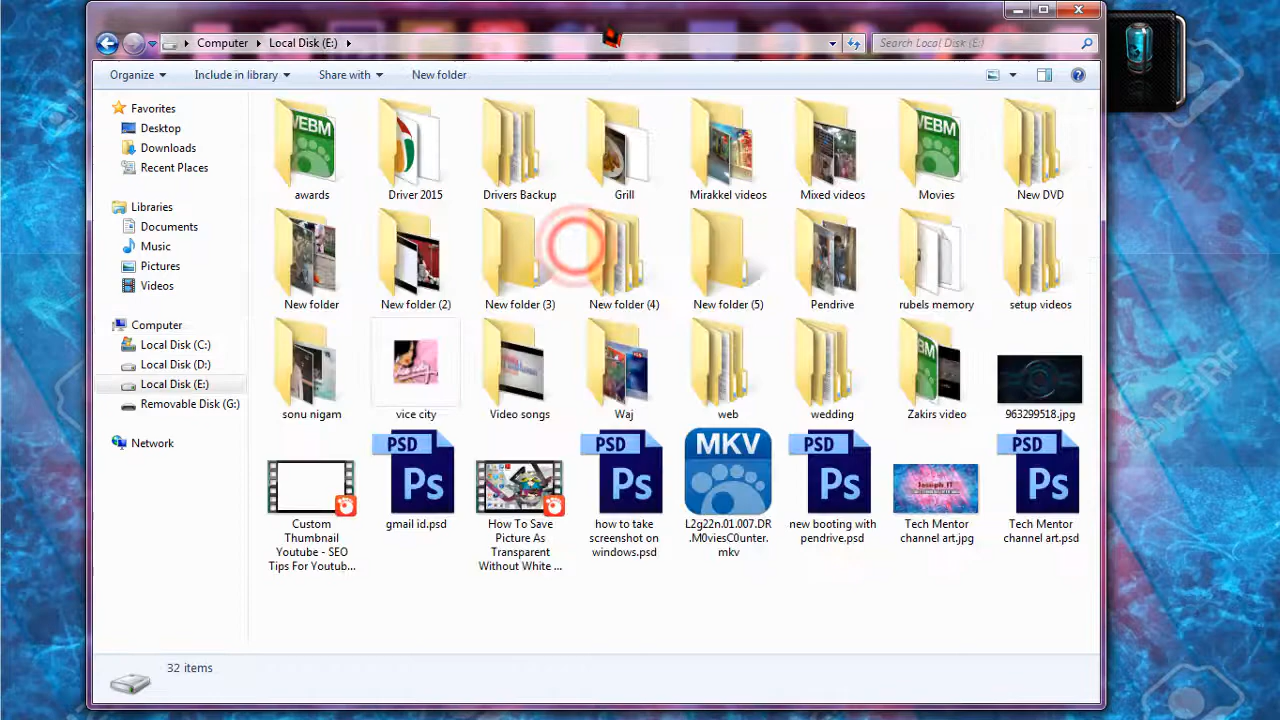 Computer
Local Disk (E:)
Search Local Disk (E:)
Organize
Include in library
Share with
New folder
Favorites
Desktop
Downloads
Recent Places
Libraries
Documents
Music
Pictures
Videos
Computer
Local Disk (C:)
Local Disk (D:)
Local Disk (E:)
Removable Disk (G:)
Network
WEBM
WEBM
awards
Driver 2015
Drivers Backup
Grill
Mirakkel videos
Mixed videos
Movies
New DVD
New folder
New folder (2)
New folder (3)
New folder (4)
New folder (5)
Pendrive
rubels memory
setup videos
WEBM
sonu nigam
vice city
Video songs
Waj
web
wedding
Zakirs video
963299518.jpg
PSD
Ps
PSD
Ps
MKV
PSD
Ps
PSD
Ps
Custom
Thumbnail
Youtube - SEO
Tips For Youtub...
gmail id.psd
How To Save
Picture As
Transparent
Without White ...
how to take
screenshot on
windows.psd
L2g22n.01.007.DR
.M0viesC0unter.
mkv
new booting with
pendrive.psd
Tech Mentor
channel art.jpg
Tech Mentor
channel art.psd
32 items